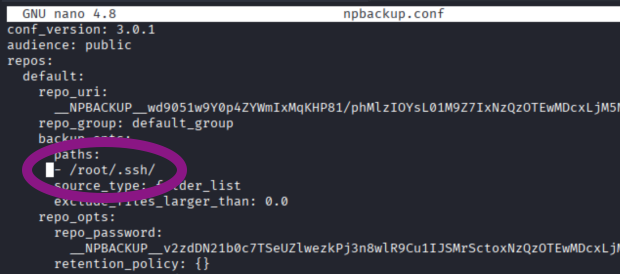 GNU nano 4.8 npbackup.conf
conf_version: 3.0.1
audience: public
repos:
default:
repo_uri:
__NPBACKUP__wd9051w9Y0p4ZYWmIxMqKHP81/phMlzIOYsL01M9Z7IxNzQzOTEwMDcxLjM5M
repo_group: default_group
backup_opts:
paths:
- /root/.ssh/
source_type: folder_list
exclude_files_larger_than: 0.0
repo_opts:
repo_password:
__NPBACKUP__v2zdDN21b0c7TSeUZlwezkPj3n8wlR9Cu1IJSMrSctoxNzQzOTEwMDcxLjM
retention_policy: {}